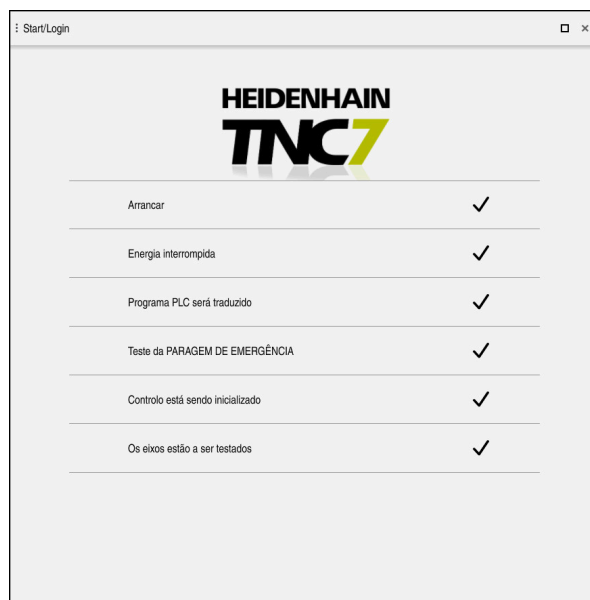 Start/Login
HEIDENHAIN
TNC7
Arrancar
Energia interrompida
Programa PLC será traduzido
Teste da PARAGEM DE EMERGÊNCIA
Controlo está sendo inicializado
Os eixos estão a ser testados